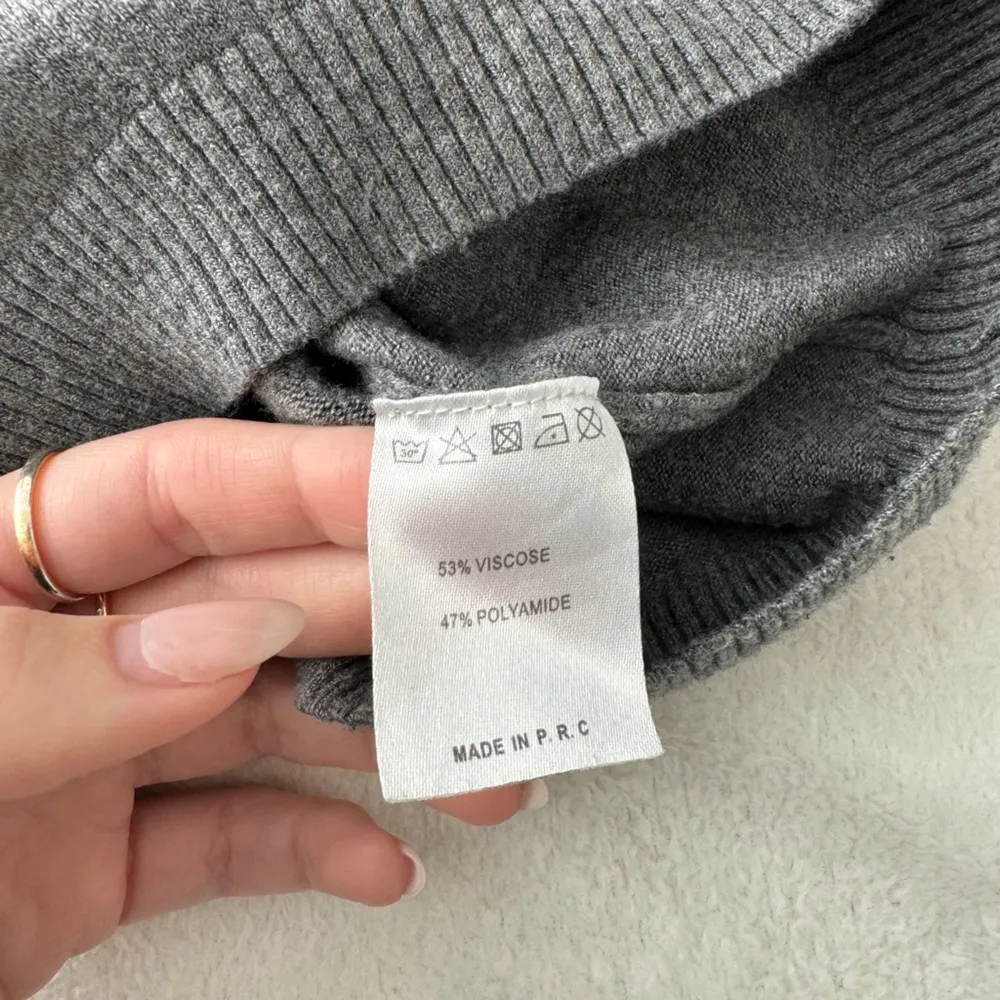 30°
53% VISCOSE
47% POLYAMIDE
MADE IN P. R. C